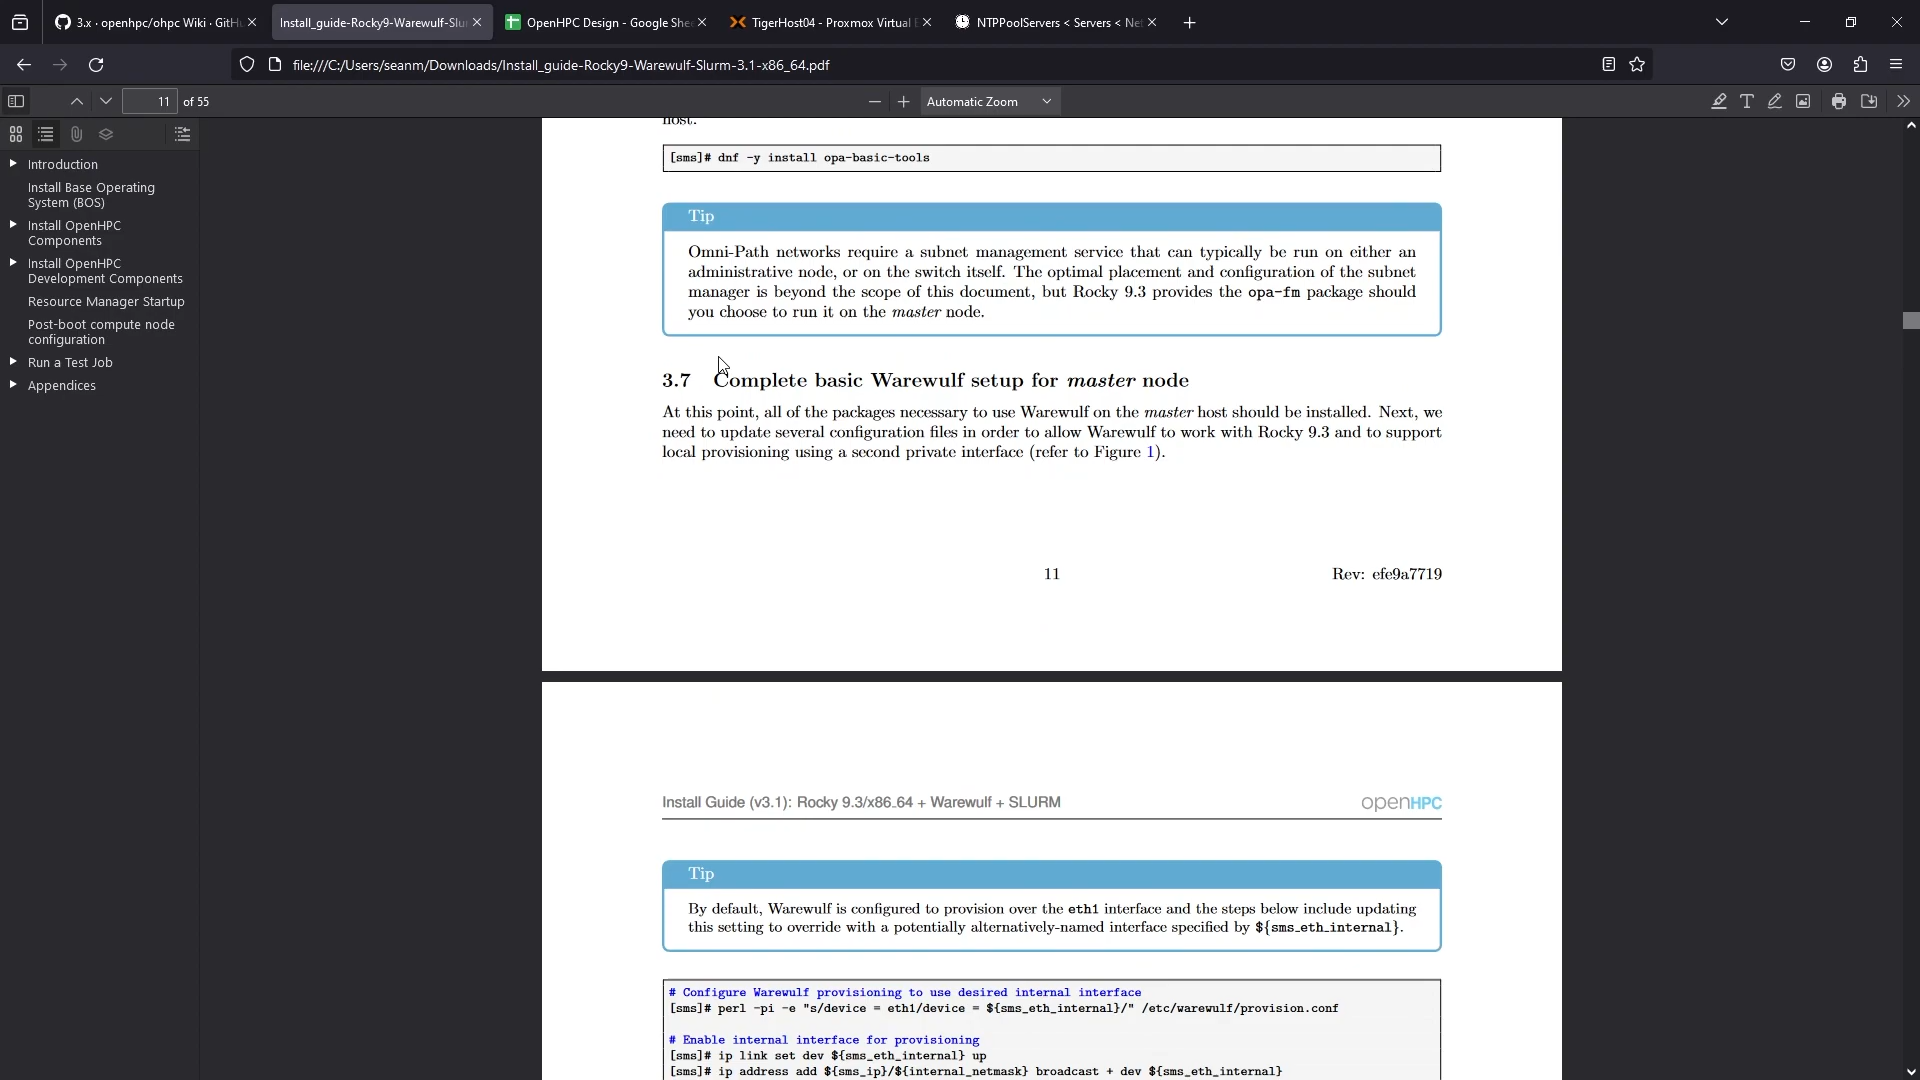 3.x · openhpc/ohpc Wiki · GitH
Install_guide-Rocky9-Warewulf-Slu
OpenHPC Design - Google She
TigerHost04 - Proxmox Virtual E
NTPPoolServers < Servers < Net
file:///C:/Users/seanm/Downloads/Install_guide-Rocky9-Warewulf-Slurm-3.1-x86_64.pdf
11 of 55
Automatic Zoom
Introduction
Install Base Operating
System (BOS)
Install OpenHPC
Components
Install OpenHPC
Development Components
Resource Manager Startup
Post-boot compute node
configuration
Run a Test Job
Appendices
host.
[sms]# dnf -y install opa-basic-tools
Tip
Omni-Path networks require a subnet management service that can typically be run on either an
administrative node, or on the switch itself. The optimal placement and configuration of the subnet
manager is beyond the scope of this document, but Rocky 9.3 provides the opa-fm package should
you choose to run it on the master node.
3.7 Complete basic Warewulf setup for master node
At this point, all of the packages necessary to use Warewulf on the master host should be installed. Next, we
need to update several configuration files in order to allow Warewulf to work with Rocky 9.3 and to support
local provisioning using a second private interface (refer to Figure 1).
11
Rev: efe9a7719
Install Guide (v3.1): Rocky 9.3/x86_64 + Warewulf + SLURM
openHPC
Tip
By default, Warewulf is configured to provision over the eth1 interface and the steps below include updating
this setting to override with a potentially alternatively-named interface specified by ${sms_eth_internal}.
# Configure Warewulf provisioning to use desired internal interface
[sms]# perl -pi -e "s/device = eth1/device = ${sms_eth_internal}/" /etc/warewulf/provision.conf
# Enable internal interface for provisioning
[sms]# ip link set dev ${sms_eth_internal} up
[sms]# ip address add ${sms_ip}/${internal_netmask} broadcast + dev ${sms_eth_internal}